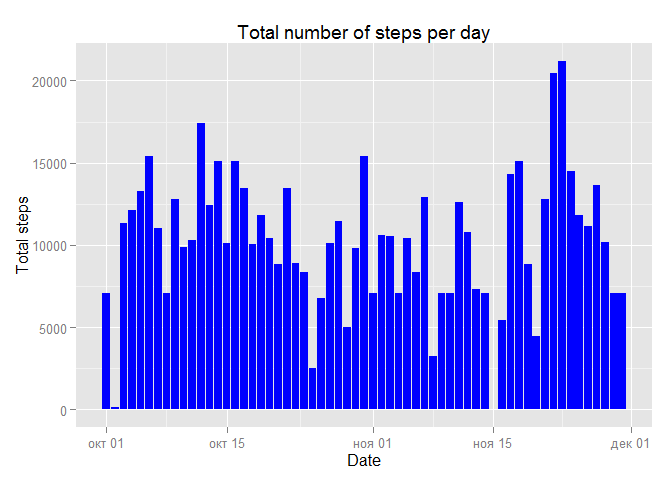 Total number of steps per day
Total steps
20000
15000
10000
5000
0
окт 01 окт 15 ноя 01 ноя 15 дек 01
Date